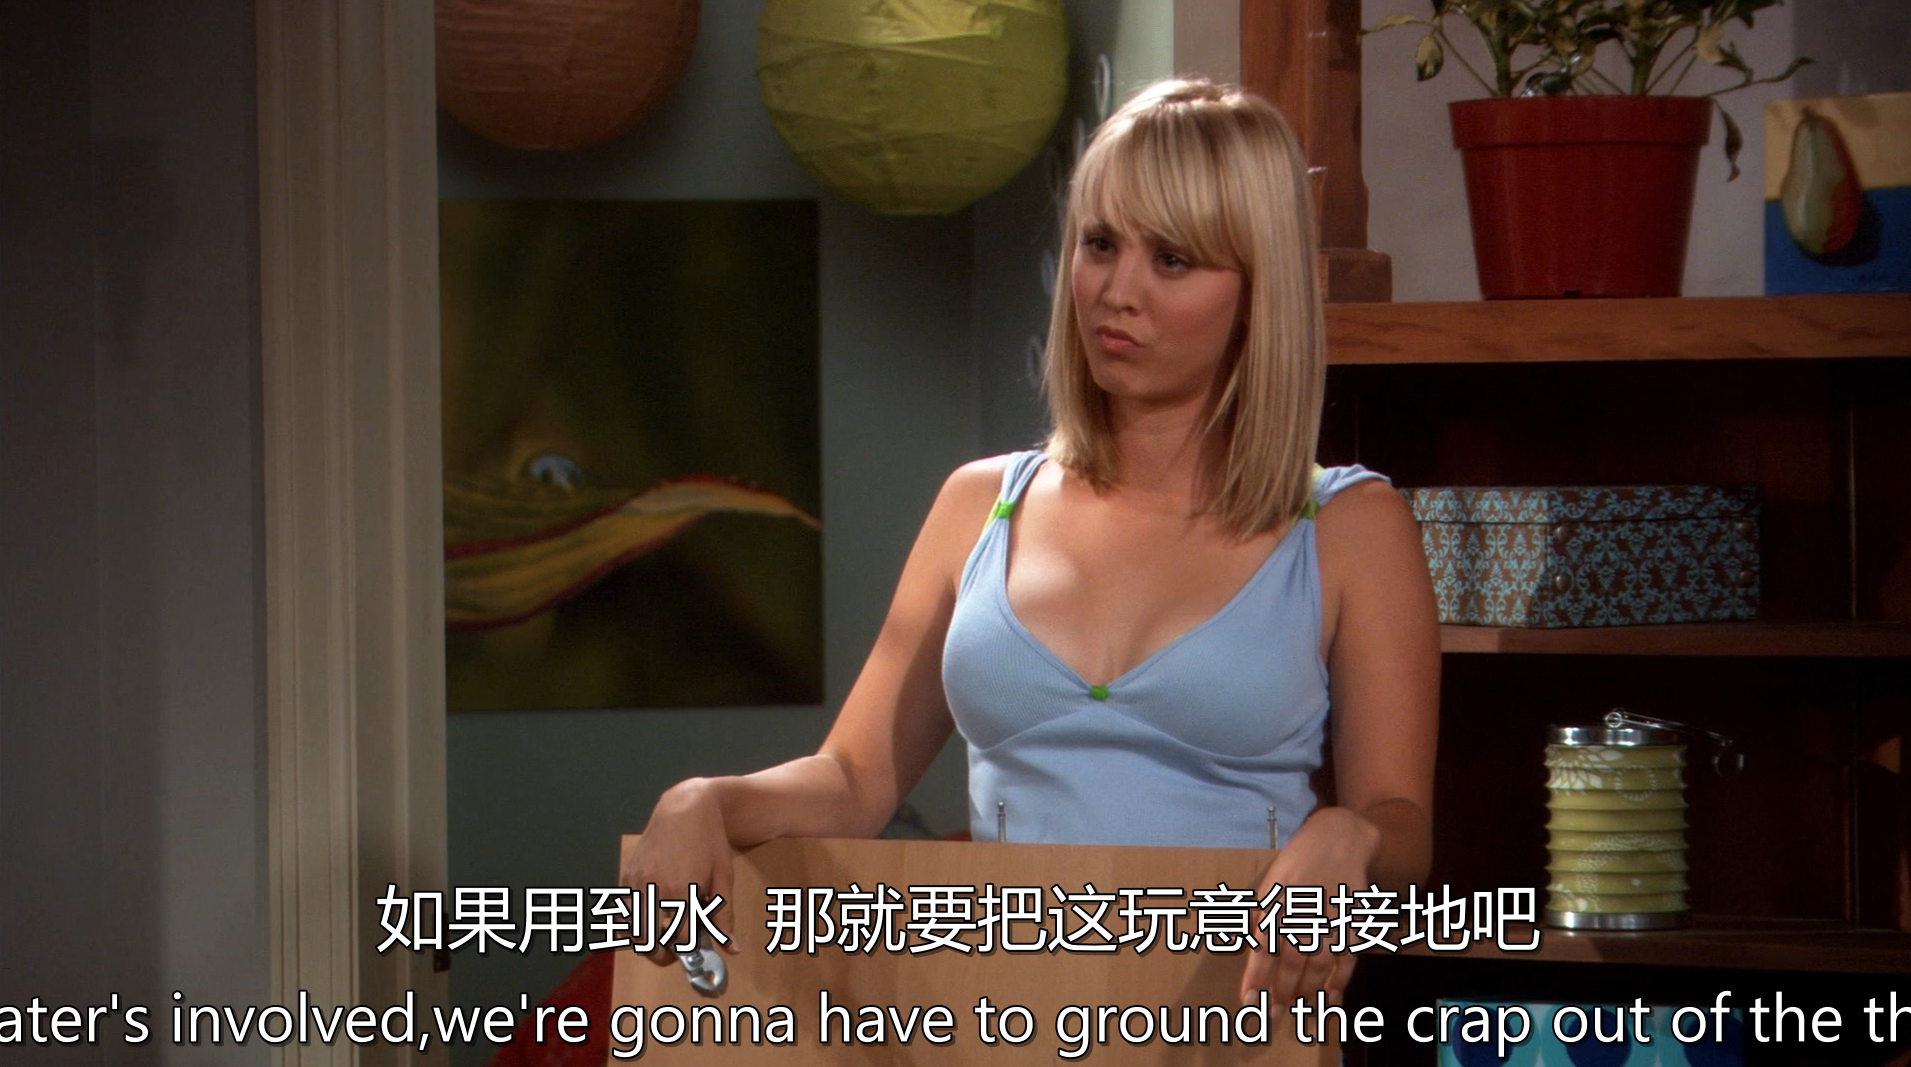 如果用到水 那就要把这玩意得接地吧
ater's involved,we're gonna have to ground the crap out of the th